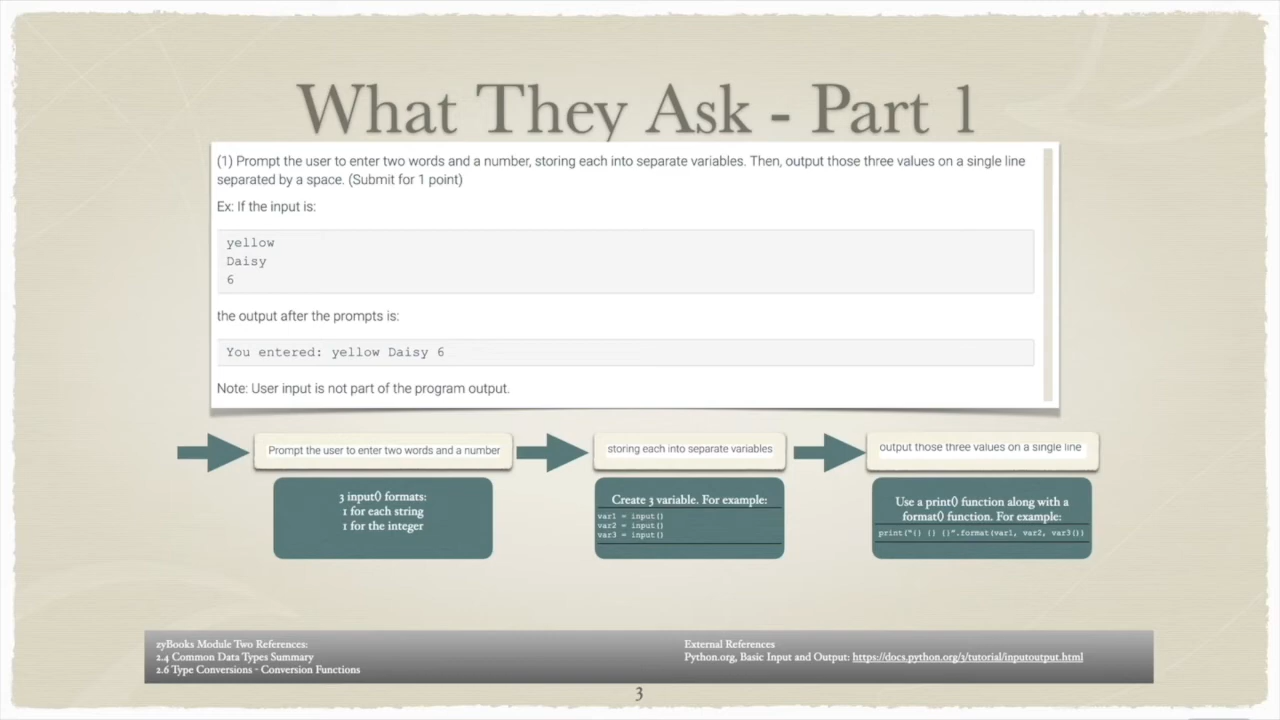 What They Ask - Part 1
(1) Prompt the user to enter two words and a number, storing each into separate variables. Then, output those three values on a single line
separated by a space. (Submit for 1 point)
Ex: If the input is:
yellow
Daisy
6
the output after the prompts is:
You entered: yellow Daisy 6
Note: User input is not part of the program output.
Prompt the user to enter two words and a number
3 input() formats:
1 for each string
1 for the integer
storing each into separate variables
Create 3 variable. For example:
var1 = input()
var2 = input()
var3 = input()
output those three values on a single line
Use a print() function along with a
format() function. For example:
print("{} {} {}".format(var1, var2, var3))
zyBooks Module Two References:
2.4 Common Data Types Summary
2.6 Type Conversions - Conversion Functions
External References
Python.org, Basic Input and Output: https://docs.python.org/3/tutorial/inputoutput.html
3